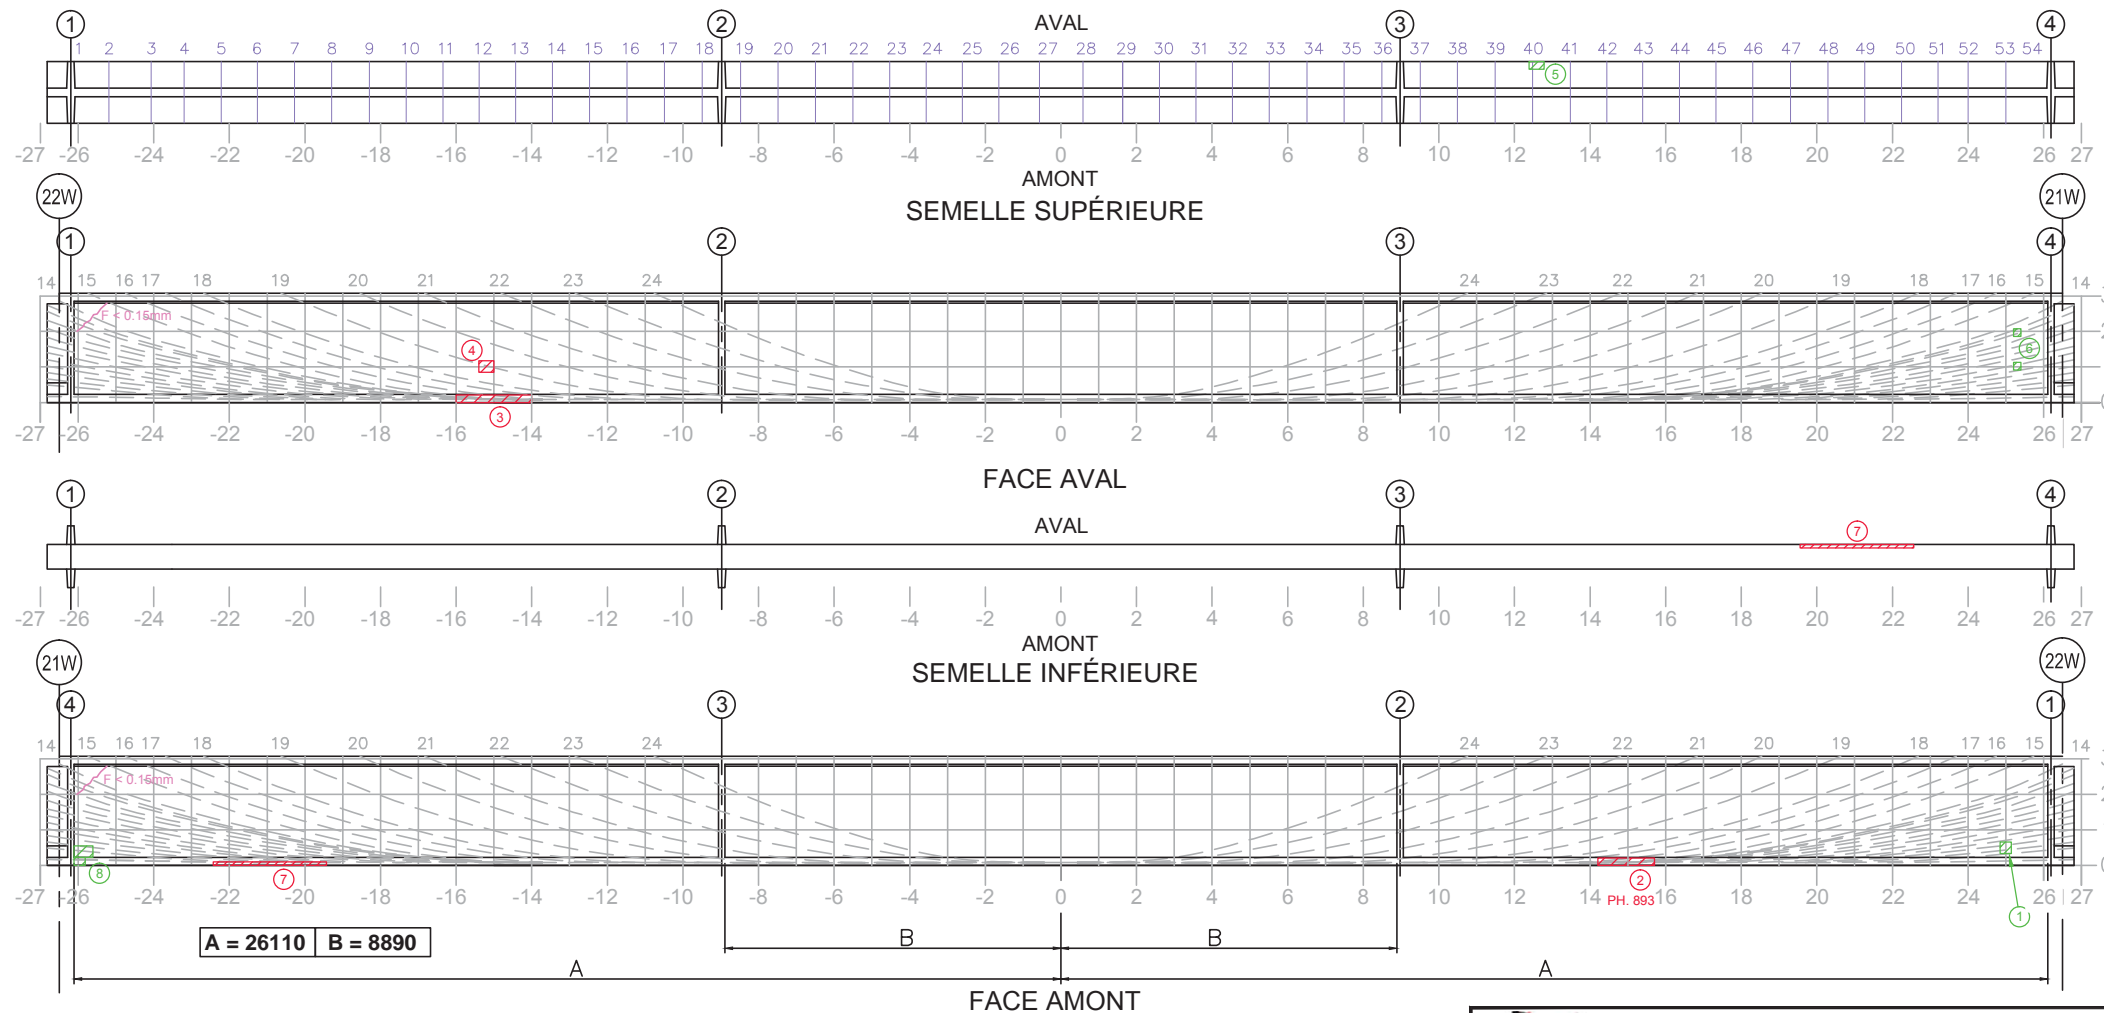 1 2 AVAL 3 4
1 2 3 4 5 6 7 8 9 10 11 12 13 14 15 16 17 18 19 20 21 22 23 24 25 26 27 28 29 30 31 32 33 34 35 36 37 38 39 40 41 42 43 44 45 46 47 48 49 50 51 52 53 54
5
-27 -26 -24 -22 -20 -18 -16 -14 -12 -10 -8 -6 -4 -2 0 2 4 6 8 10 12 14 16 18 20 22 24 26 27
AMONT
SEMELLE SUPÉRIEURE
22W 21W
1 2 3 4
14 15 16 17 18 19 20 21 22 23 24 24 23 22 21 20 19 18 17 16 15 14
F < 0.15mm
4
6
3
-27 -26 -24 -22 -20 -18 -16 -14 -12 -10 -8 -6 -4 -2 0 2 4 6 8 10 12 14 16 18 20 22 24 26 27
FACE AVAL
1 2 3 4
AVAL
7
-27 -26 -24 -22 -20 -18 -16 -14 -12 -10 -8 -6 -4 -2 0 2 4 6 8 10 12 14 16 18 20 22 24 26 27
AMONT
SEMELLE INFÉRIEURE
21W 22W
4 3 2 1
14 15 16 17 18 19 20 21 22 23 24 24 23 22 21 20 19 18 17 16 15 14
F < 0.15mm
8 7 2
-27 -26 -24 -22 -20 -18 -16 -14 -12 -10 -8 -6 -4 -2 0 2 4 6 8 10 12 14 16 18 20 22 24 26 27
PH. 893
1
A = 26110 B = 8890
B B
A A
FACE AMONT